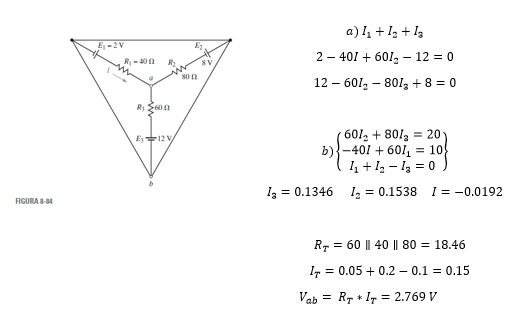 E₁ = 2 V
E₂
8 V
R₁ = 40 Ω
R₂
80 Ω
I
a
R₃
60 Ω
E₃
12 V
b
FIGURA 8-84
a) I₁ + I₂ + I₃
2 − 40I + 60I₂ − 12 = 0
12 − 60I₂ − 80I₃ + 8 = 0
b) { 60I₂ + 80I₃ = 20
−40I + 60I₁ = 10
I₁ + I₂ − I₃ = 0 }
I₃ = 0.1346 I₂ = 0.1538 I = −0.0192
R_T = 60 ∥ 40 ∥ 80 = 18.46
I_T = 0.05 + 0.2 − 0.1 = 0.15
V_ab = R_T * I_T = 2.769 V